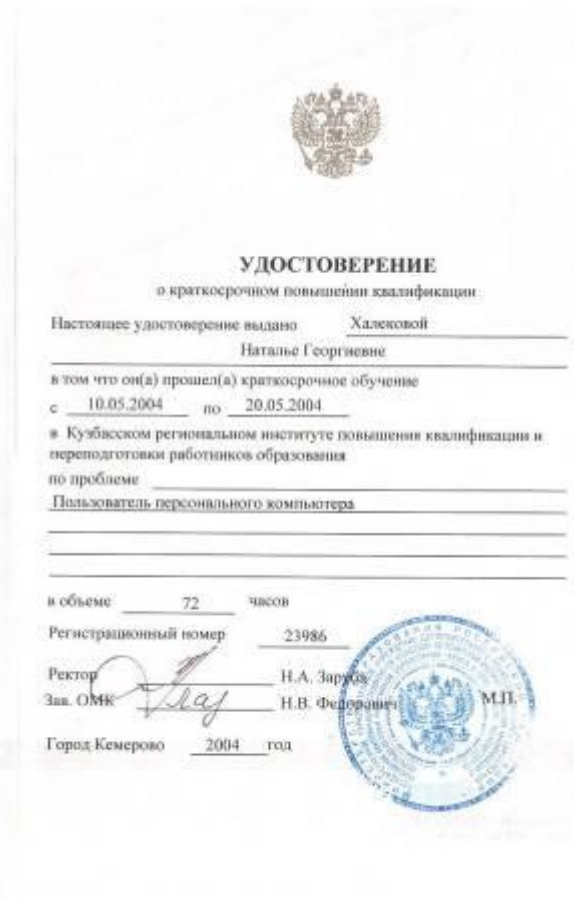 УДОСТОВЕРЕНИЕ
о краткосрочном повышении квалификации
Настоящее удостоверение выдано Халековой
Наталье Георгиевне
в том что он(а) прошел(а) краткосрочное обучение
с 10.05.2004 по 20.05.2004
в Кузбасском региональном институте повышения квалификации и
переподготовки работников образования
по проблеме
Пользователь персонального компьютера
в объеме 72 часов
Регистрационный номер 23986
Ректор Н.А. Заруба
Зав. ОМК Н.В. Федорович М.П.
Город Кемерово 2004 год